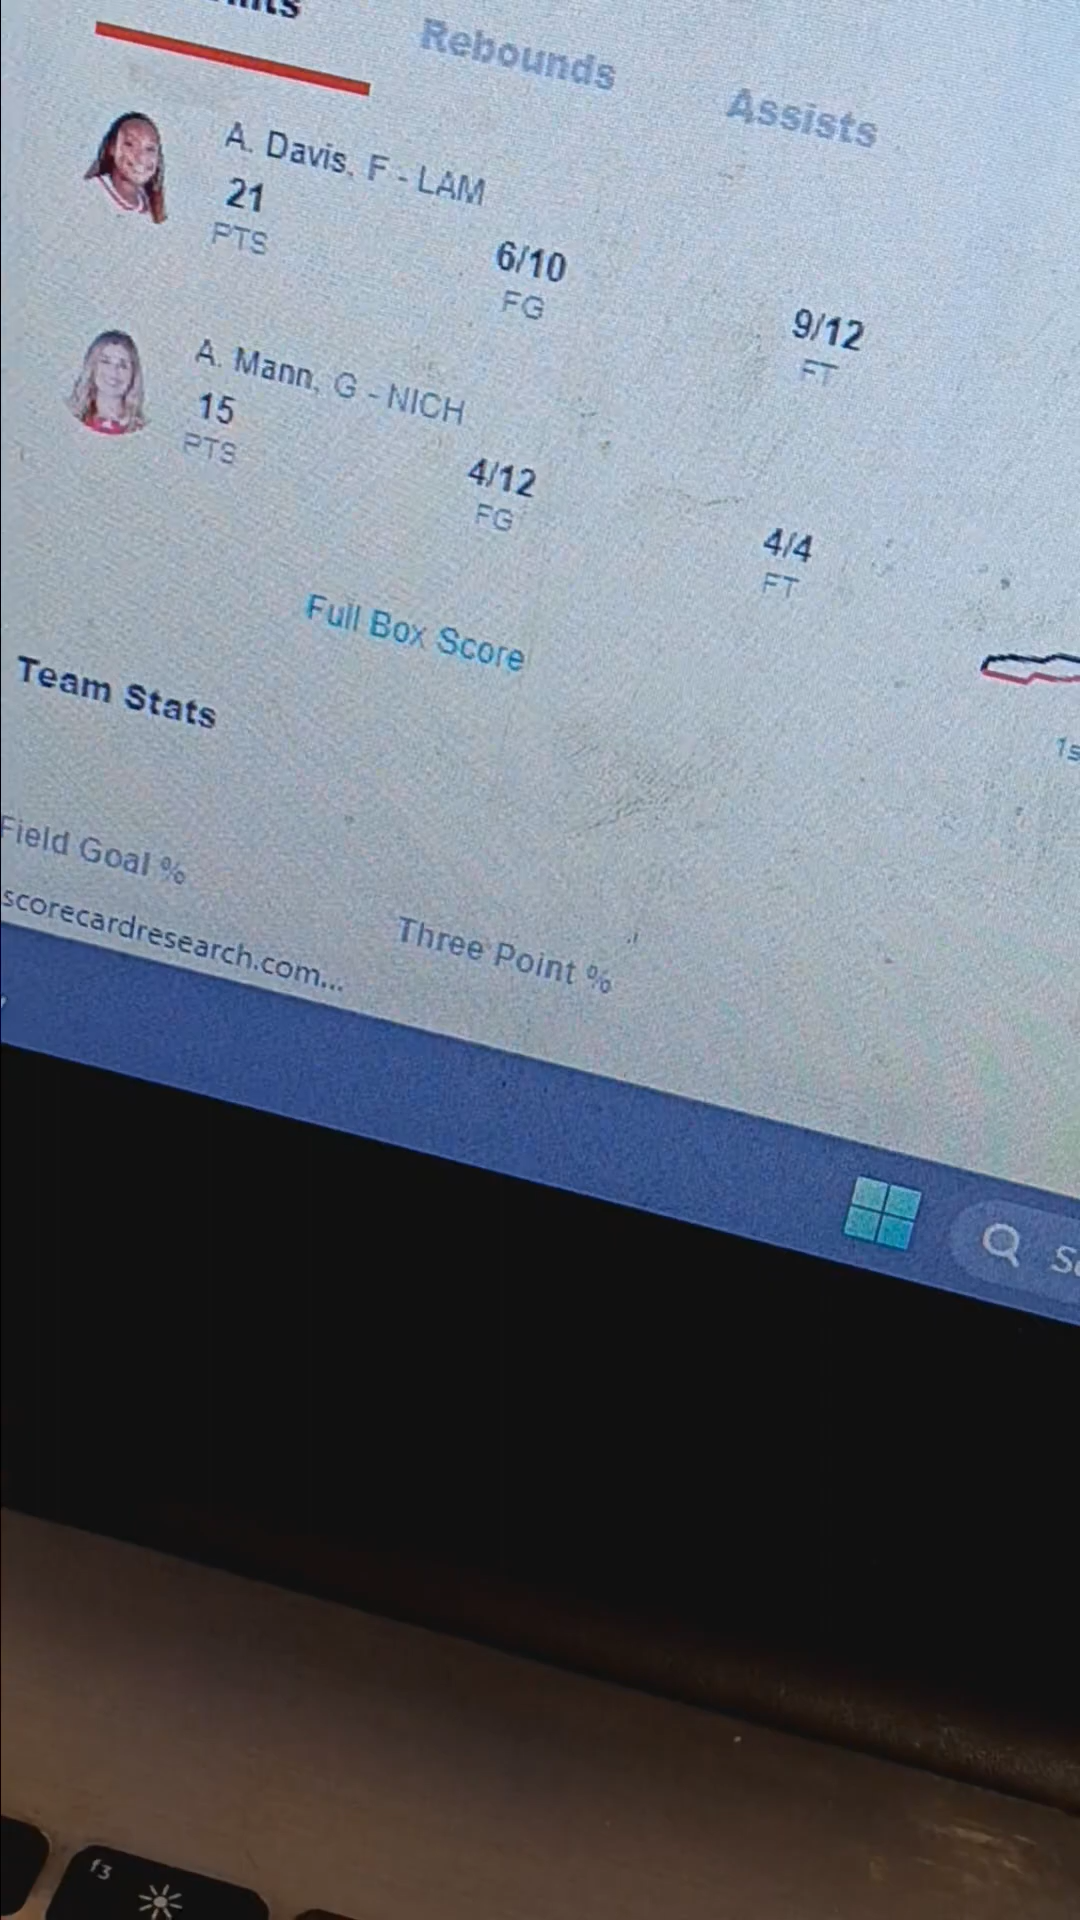 Rebounds
Assists
A. Davis, F - LAM
21
PTS
6/10
FG
9/12
FT
A. Mann, G - NICH
15
PTS
4/12
FG
4/4
FT
Full Box Score
Team Stats
Field Goal %
Three Point %
scorecardresearch.com...
f3